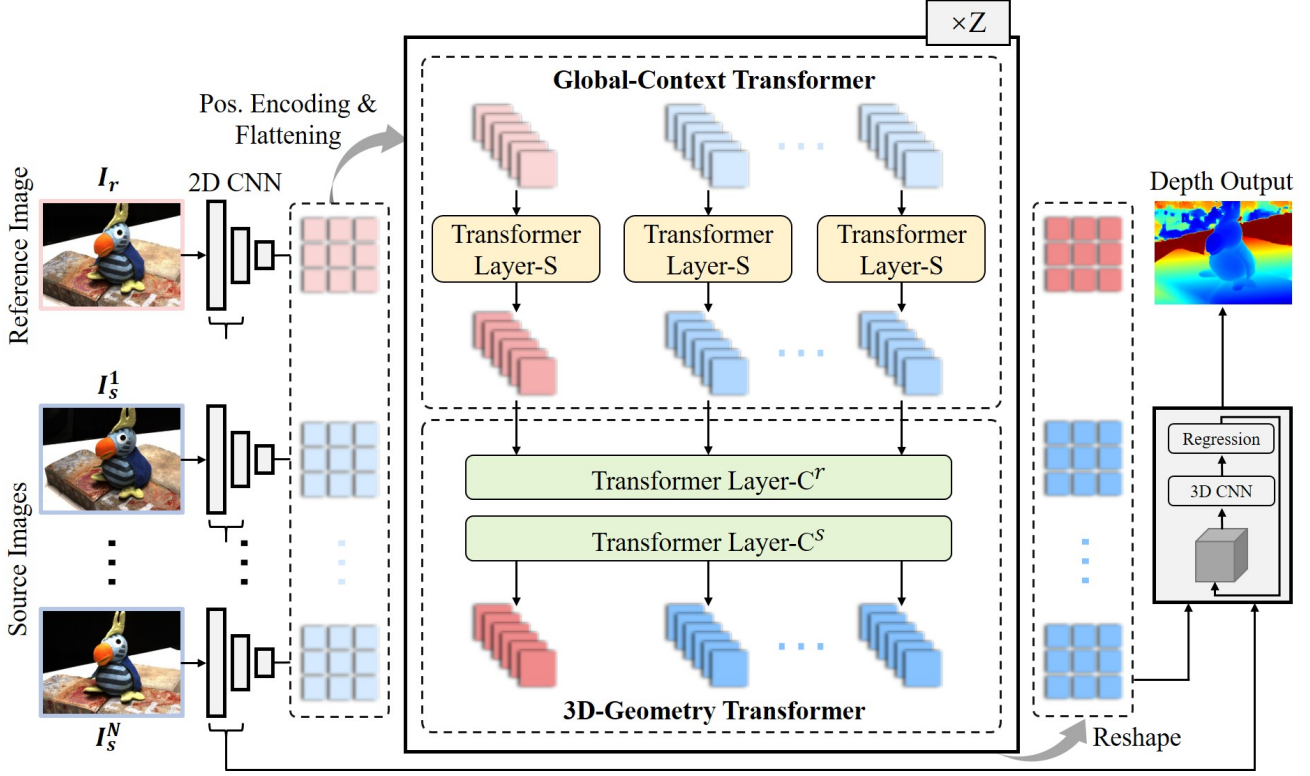 ×Z
Global-Context Transformer
Pos. Encoding &
Flattening
Reference Image
I_r
2D CNN
Transformer
Layer-S
Transformer
Layer-S
Transformer
Layer-S
Depth Output
Source Images
I_s^1
Transformer Layer-C^r
Transformer Layer-C^s
Regression
3D CNN
I_s^N
3D-Geometry Transformer
Reshape